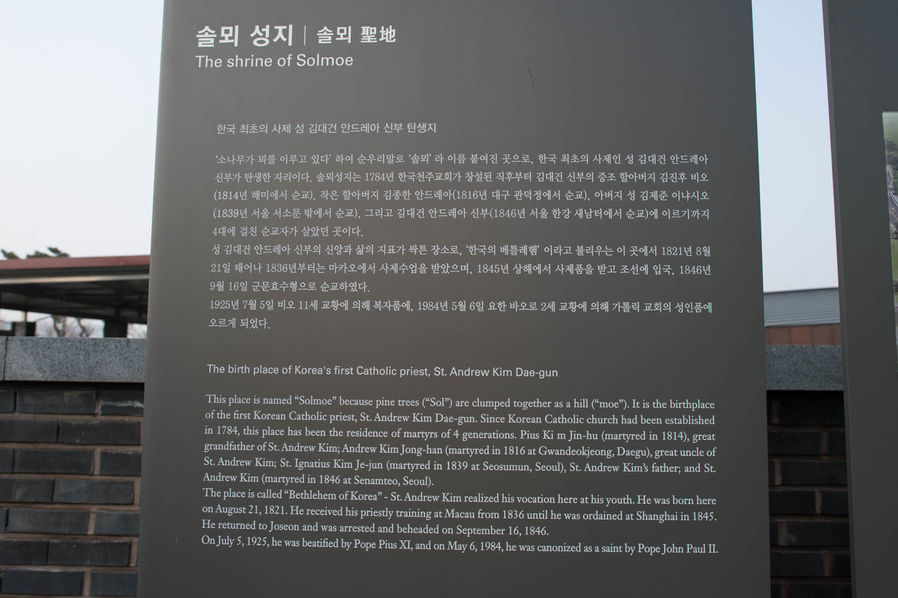 솔뫼 성지 | 솔뫼 聖地
The shrine of Solmoe
한국 최초의 사제 성 김대건 안드레아 신부 탄생지
'소나무가 뫼를 이루고 있다' 하여 순우리말로 '솔뫼' 라 이름 붙여진 곳으로, 한국 최초의 사제인 성 김대건 안드레아
신부가 탄생한 자리이다. 솔뫼성지는 1784년 한국천주교회가 창설된 직후부터 김대건 신부의 증조 할아버지 김진후 비오
(1814년 해미에서 순교), 작은 할아버지 김종한 안드레아(1816년 대구 관덕정에서 순교), 아버지 성 김제준 이냐시오
(1839년 서울 서소문 밖에서 순교), 그리고 김대건 안드레아 신부(1846년 서울 한강 새남터에서 순교)에 이르기까지
4대에 걸친 순교자가 살았던 곳이다.
성 김대건 안드레아 신부의 신앙과 삶의 지표가 싹튼 장소로, '한국의 베틀레헴' 이라고 불리우는 이 곳에서 1821년 8월
21일 태어나 1836년부터는 마카오에서 사제수업을 받았으며, 1845년 상해에서 사제품을 받고 조선에 입국, 1846년
9월 16일 군문효수형으로 순교하였다.
1925년 7월 5일 비오 11세 교황에 의해 복자품에, 1984년 5월 6일 요한 바오로 2세 교황에 의해 가톨릭 교회의 성인품에
오르게 되었다.
The birth place of Korea's first Catholic priest, St. Andrew Kim Dae-gun
This place is named “Solmoe” because pine trees (“Sol”) are clumped together as a hill (“moe”). It is the birthplace
of the first Korean Catholic priest, St. Andrew Kim Dae-gun. Since Korean Catholic church had been established
in 1784, this place has been the residence of martyrs of 4 generations. Pius Ki m Jin-hu (martyred in 1814), great
grandfather of St. Andrew Kim; Andrew Kim Jong-han (martyred in 1816 at Gwandeokjeong, Daegu), great uncle of
St. Andrew Kim; St. Ignatius Kim Je-jun (martyred in 1839 at Seosumun, Seoul), St. Andrew Kim's father; and St.
Andrew Kim (martyred in 1846 at Senamteo, Seoul).
The place is called “Bethlehem of Korea” - St. Andrew Kim realized his vocation here at his youth. He was born here
on August 21, 1821. He received his priestly training at Macau from 1836 until he was ordained at Shanghai in 1845.
He returned to Joseon and was arrested and beheaded on September 16, 1846.
On July 5, 1925, he was beatified by Pope Pius XI, and on May 6, 1984, he was canonized as a saint by Pope John Paul II.